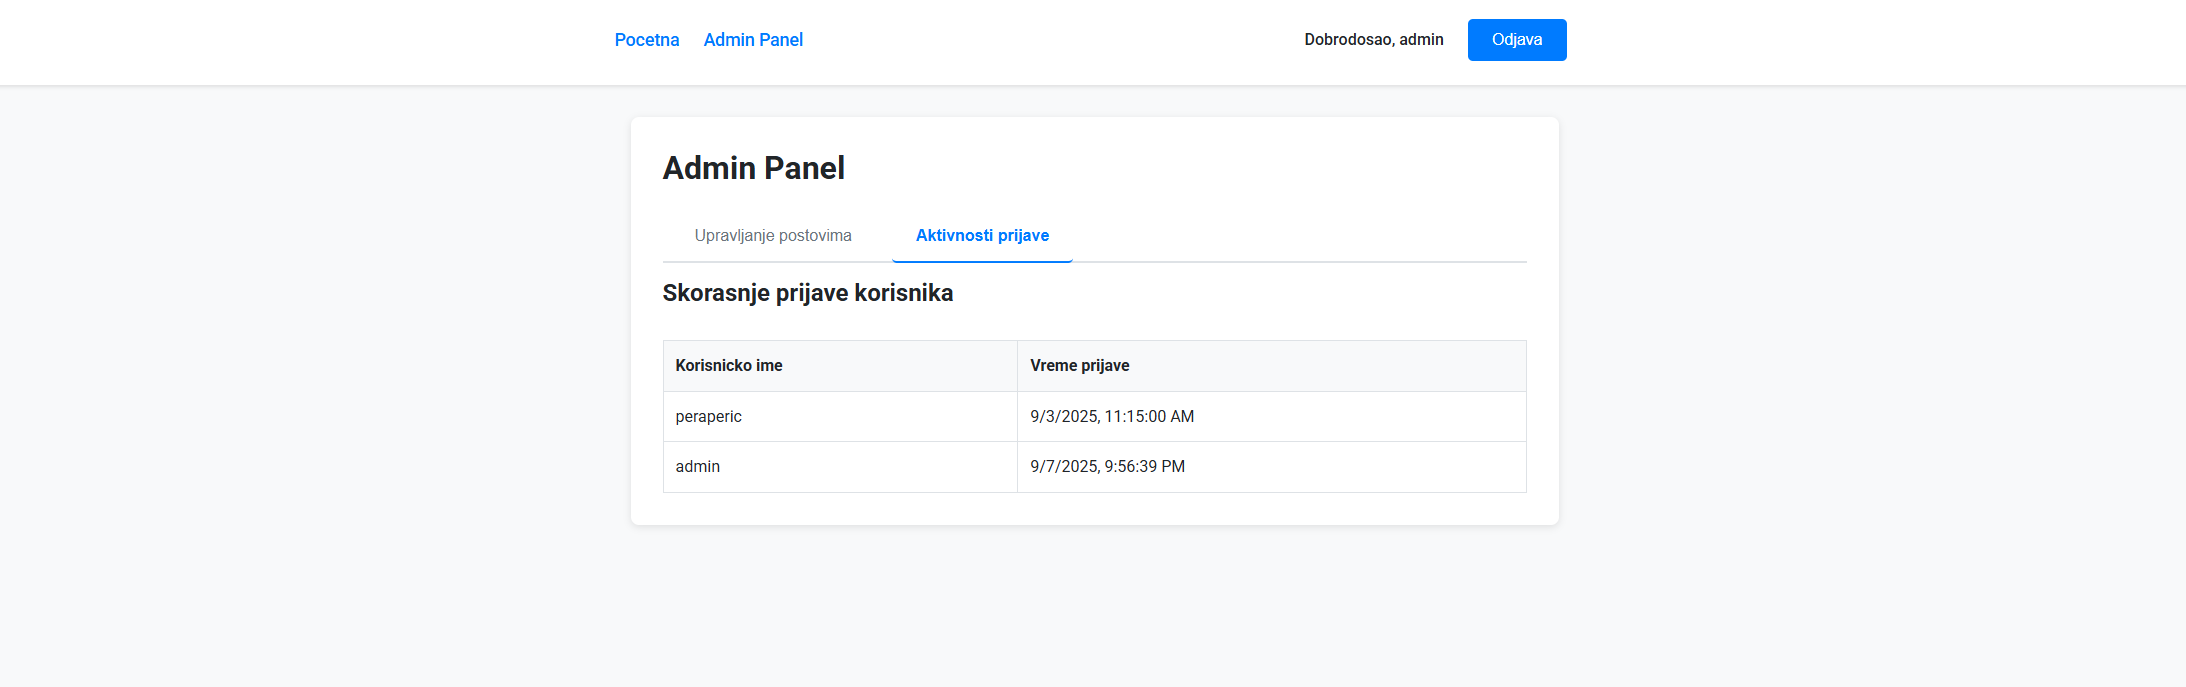 Pocetna Admin Panel Dobrodosao, admin Odjava
Admin Panel
Upravljanje postovima Aktivnosti prijave
Skorasnje prijave korisnika
Korisnicko ime Vreme prijave
peraperic 9/3/2025, 11:15:00 AM
admin 9/7/2025, 9:56:39 PM